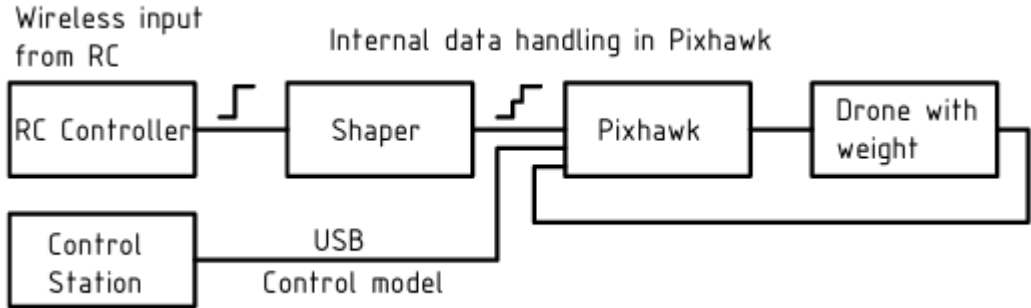 Wireless input
from RC
Internal data handling in Pixhawk
RC Controller
Shaper
Pixhawk
Drone with
weight
Control
Station
USB
Control model